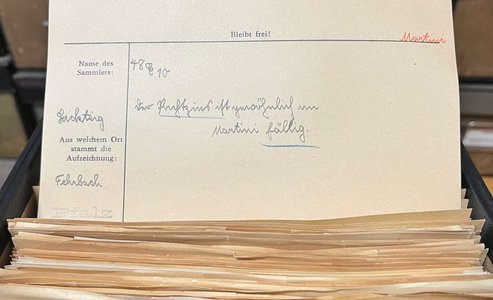 Bleibt frei!
Martini
Name des
Sammlers:
48 10
Der Pachtzins ist gewöhnlich an
Martini fällig.
Aus welchem Ort
stammt die
Aufzeichnung:
Fehrbach
Pfalz